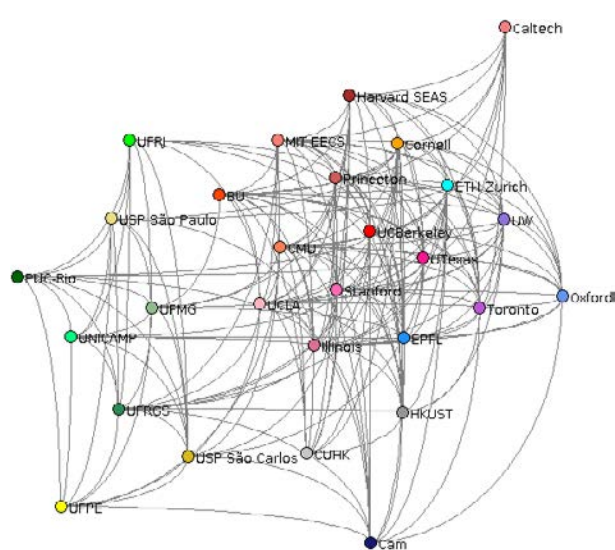 Caltech
Harvard SEAS
UFRJ
MIT EECS
Cornell
Princeton
ETH Zurich
BU
USP São Paulo
UW
UCBerkeley
CMU
UTexas
PUC-Rio
Stanford
Oxford
UFMG
UCLA
Toronto
UNICAMP
Illinois
EPFL
UFRGS
HKUST
USP São Carlos
CUHK
UFPE
Cam